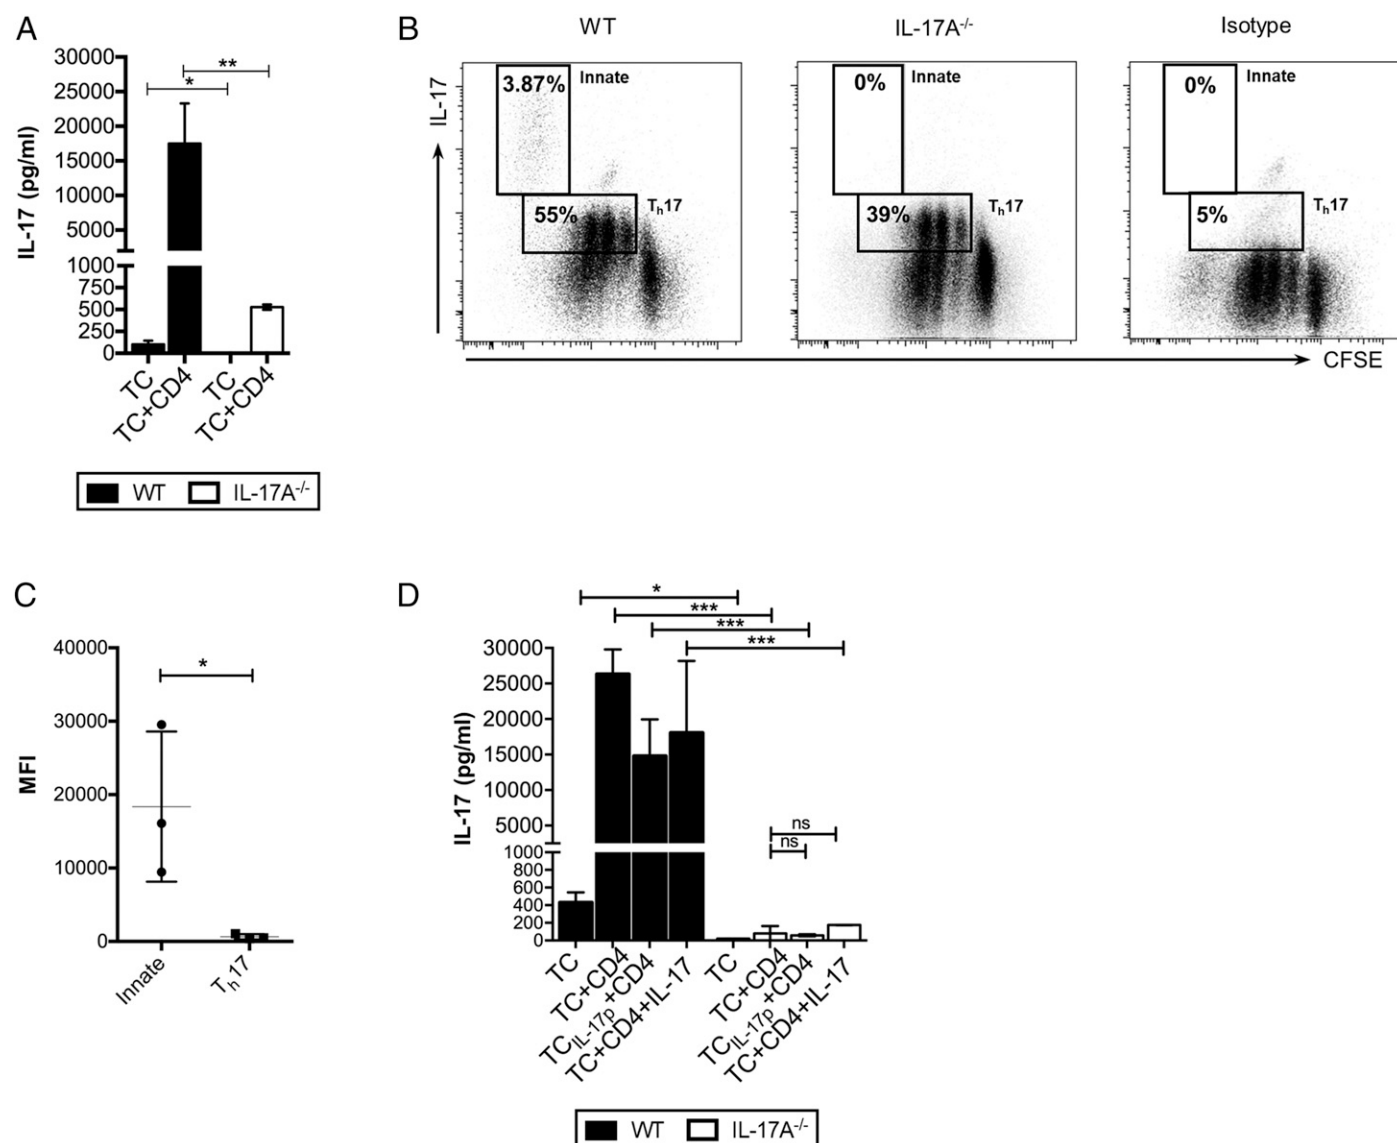 A
IL-17 (pg/ml)
30000
25000
20000
15000
10000
5000
1000
750
500
250
0
*
**
TC
TC+CD4
TC
TC+CD4
WT
IL-17A-/-
B
WT
IL-17A-/-
Isotype
IL-17
3.87%
Innate
55%
Th17
0%
Innate
39%
Th17
0%
Innate
5%
Th17
CFSE
C
MFI
40000
30000
20000
10000
0
*
Innate
Th17
D
IL-17 (pg/ml)
30000
25000
20000
15000
10000
5000
1000
800
600
400
200
0
*
***
***
***
ns
ns
TC
TC+CD4
TCIL-17p+CD4
TC+CD4+IL-17
TC
TC+CD4
TCIL-17p+CD4
TC+CD4+IL-17
WT
IL-17A-/-